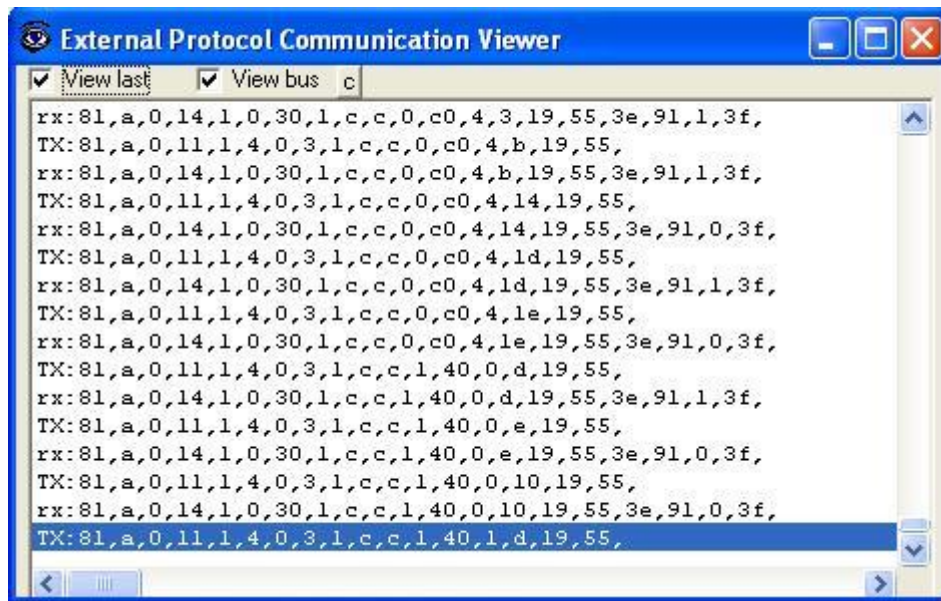 External Protocol Communication Viewer
View last View bus c
rx:81,a,0,14,1,0,30,1,c,c,0,c0,4,3,19,55,3e,91,1,3f,
TX:81,a,0,11,1,4,0,3,1,c,c,0,c0,4,b,19,55,
rx:81,a,0,14,1,0,30,1,c,c,0,c0,4,b,19,55,3e,91,1,3f,
TX:81,a,0,11,1,4,0,3,1,c,c,0,c0,4,14,19,55,
rx:81,a,0,14,1,0,30,1,c,c,0,c0,4,14,19,55,3e,91,0,3f,
TX:81,a,0,11,1,4,0,3,1,c,c,0,c0,4,1d,19,55,
rx:81,a,0,14,1,0,30,1,c,c,0,c0,4,1d,19,55,3e,91,1,3f,
TX:81,a,0,11,1,4,0,3,1,c,c,0,c0,4,1e,19,55,
rx:81,a,0,14,1,0,30,1,c,c,0,c0,4,1e,19,55,3e,91,0,3f,
TX:81,a,0,11,1,4,0,3,1,c,c,1,40,0,d,19,55,
rx:81,a,0,14,1,0,30,1,c,c,1,40,0,d,19,55,3e,91,1,3f,
TX:81,a,0,11,1,4,0,3,1,c,c,1,40,0,e,19,55,
rx:81,a,0,14,1,0,30,1,c,c,1,40,0,e,19,55,3e,91,0,3f,
TX:81,a,0,11,1,4,0,3,1,c,c,1,40,0,10,19,55,
rx:81,a,0,14,1,0,30,1,c,c,1,40,0,10,19,55,3e,91,0,3f,
TX:81,a,0,11,1,4,0,3,1,c,c,1,40,1,d,19,55,